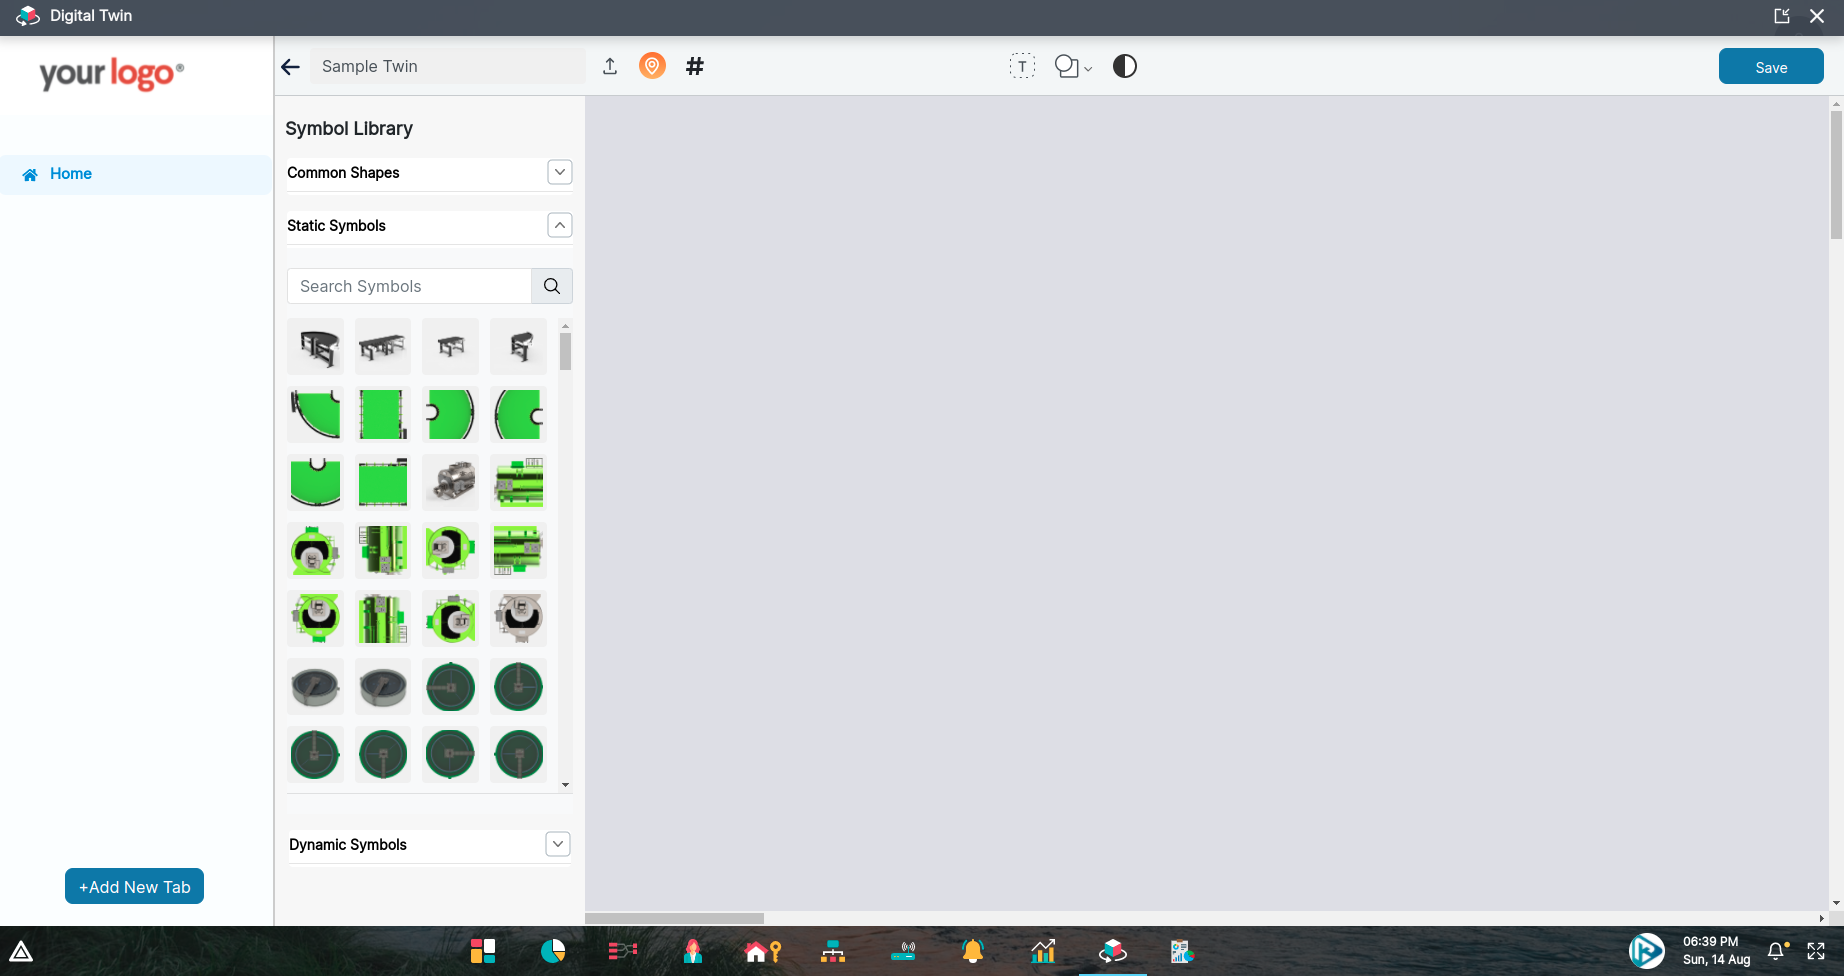 Digital Twin
your logo®
Sample Twin
T
Save
Symbol Library
Home
Common Shapes
Static Symbols
Search Symbols
Dynamic Symbols
+Add New Tab
06:39 PM
Sun, 14 Aug